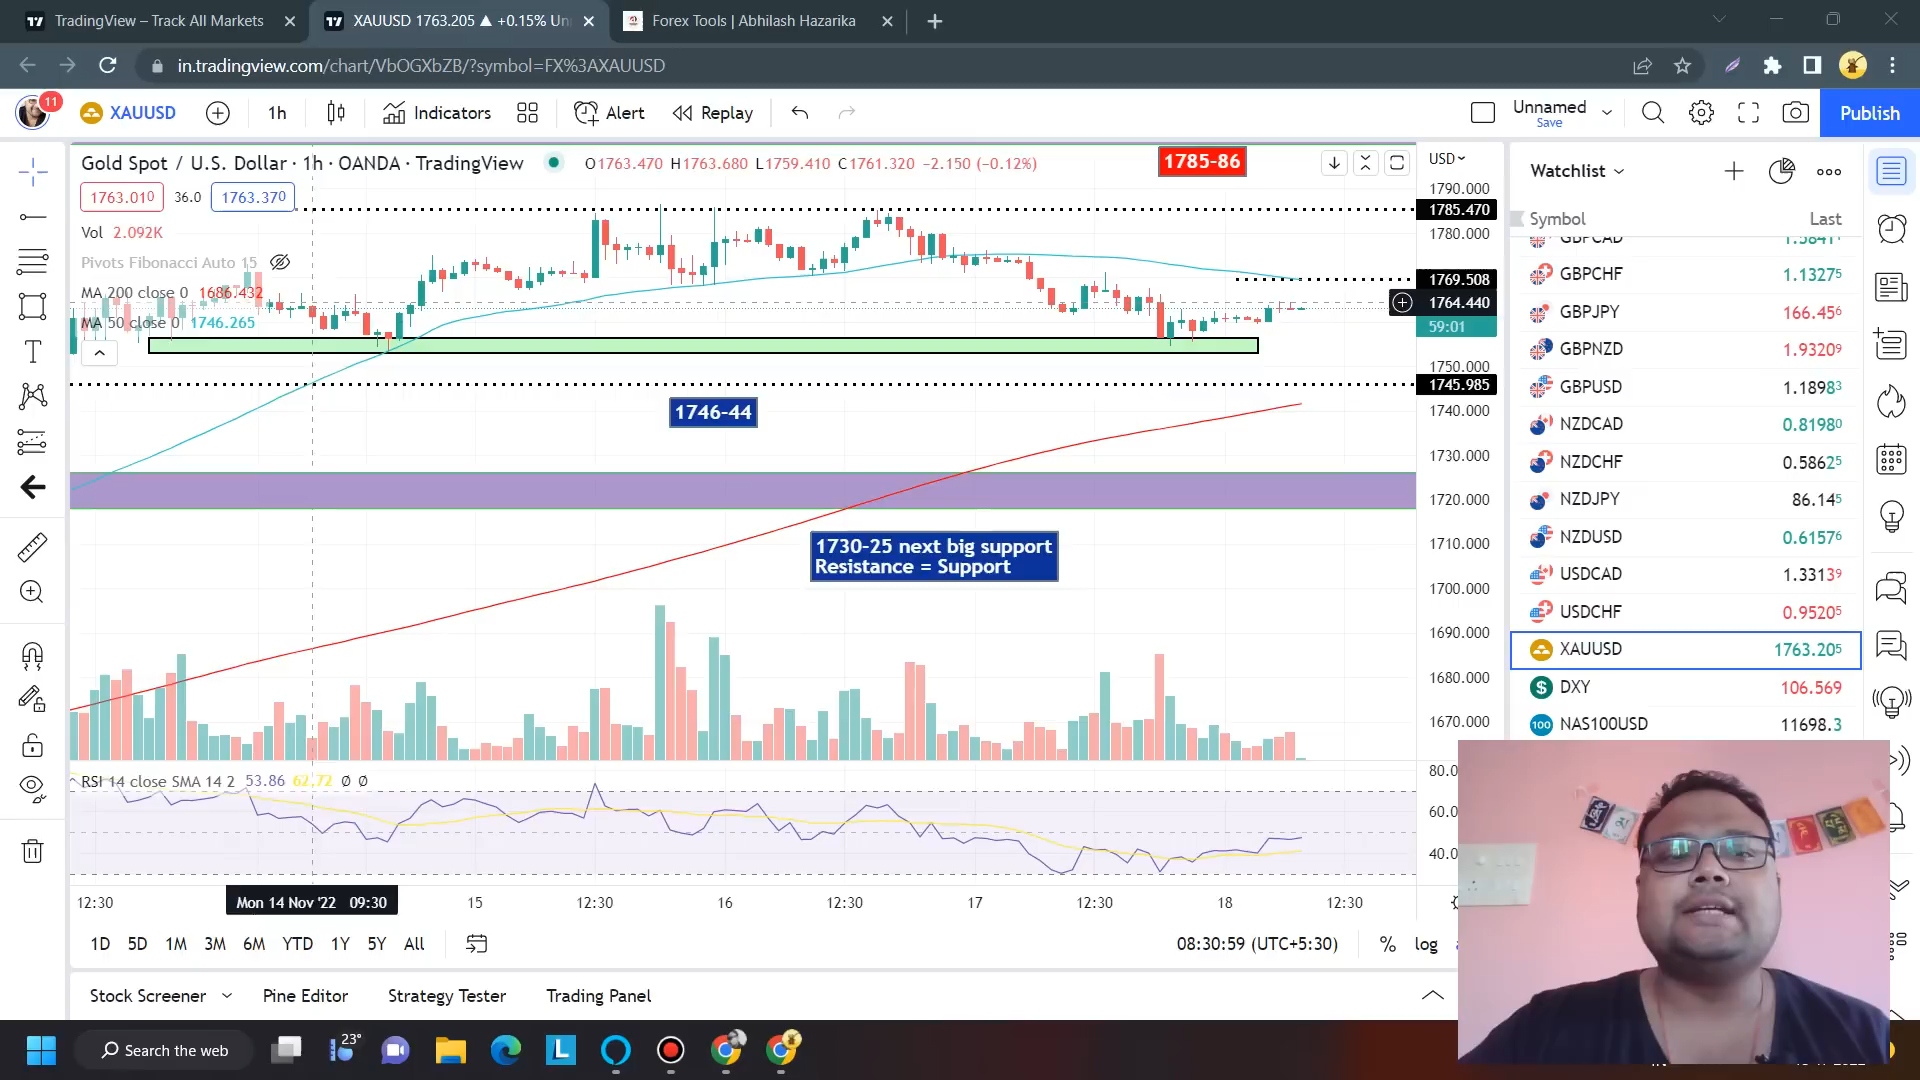 TradingView – Track All Markets
XAUUSD 1763.205 ▲ +0.15% Un
Forex Tools | Abhilash Hazarika
in.tradingview.com/chart/VbOGXbZB/?symbol=FX%3AXAUUSD
11
XAUUSD
1h
Indicators
Alert
Replay
Unnamed
Save
Publish
Gold Spot / U.S. Dollar · 1h · OANDA · TradingView
O1763.470 H1763.680 L1759.410 C1761.320 −2.150 (−0.12%)
1785-86
USD
1763.010
36.0
1763.370
Vol 2.092K
Pivots Fibonacci Auto 15
MA 200 close 0 1686.432
MA 50 close 0 1746.265
1790.000
1785.470
1780.000
1769.508
1764.440
59:01
1750.000
1745.985
1740.000
1730.000
1720.000
1710.000
1700.000
1690.000
1680.000
1670.000
1746-44
1730-25 next big support
Resistance = Support
RSI 14 close SMA 14 2 53.86 62.72 Ø Ø
80.0
60.0
40.0
12:30
Mon 14 Nov '22 09:30
15
12:30
16
12:30
17
12:30
18
12:30
1D 5D 1M 3M 6M YTD 1Y 5Y All
08:30:59 (UTC+5:30)
%
log
Stock Screener
Pine Editor
Strategy Tester
Trading Panel
Watchlist
Symbol
Last
GBPCAD 1.5841
GBPCHF 1.13275
GBPJPY 166.456
GBPNZD 1.93209
GBPUSD 1.18983
NZDCAD 0.81980
NZDCHF 0.58625
NZDJPY 86.145
NZDUSD 0.61576
USDCAD 1.33139
USDCHF 0.95205
XAUUSD 1763.205
$ DXY 106.569
100 NAS100USD 11698.3
Search the web
23°
L